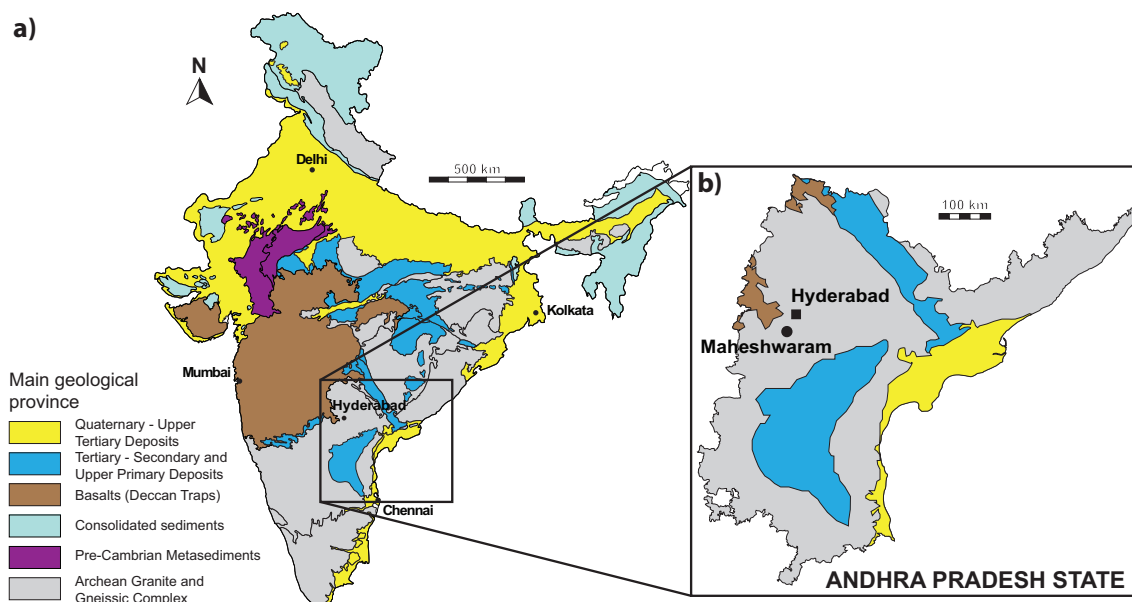 a)
N
Delhi
500 km
Kolkata
Mumbai
Hyderabad
Chennai
Main geological
province
Quaternary - Upper
Tertiary Deposits
Tertiary - Secondary and
Upper Primary Deposits
Basalts (Deccan Traps)
Consolidated sediments
Pre-Cambrian Metasediments
Archean Granite and
Gneissic Complex
b)
100 km
Hyderabad
Maheshwaram
ANDHRA PRADESH STATE